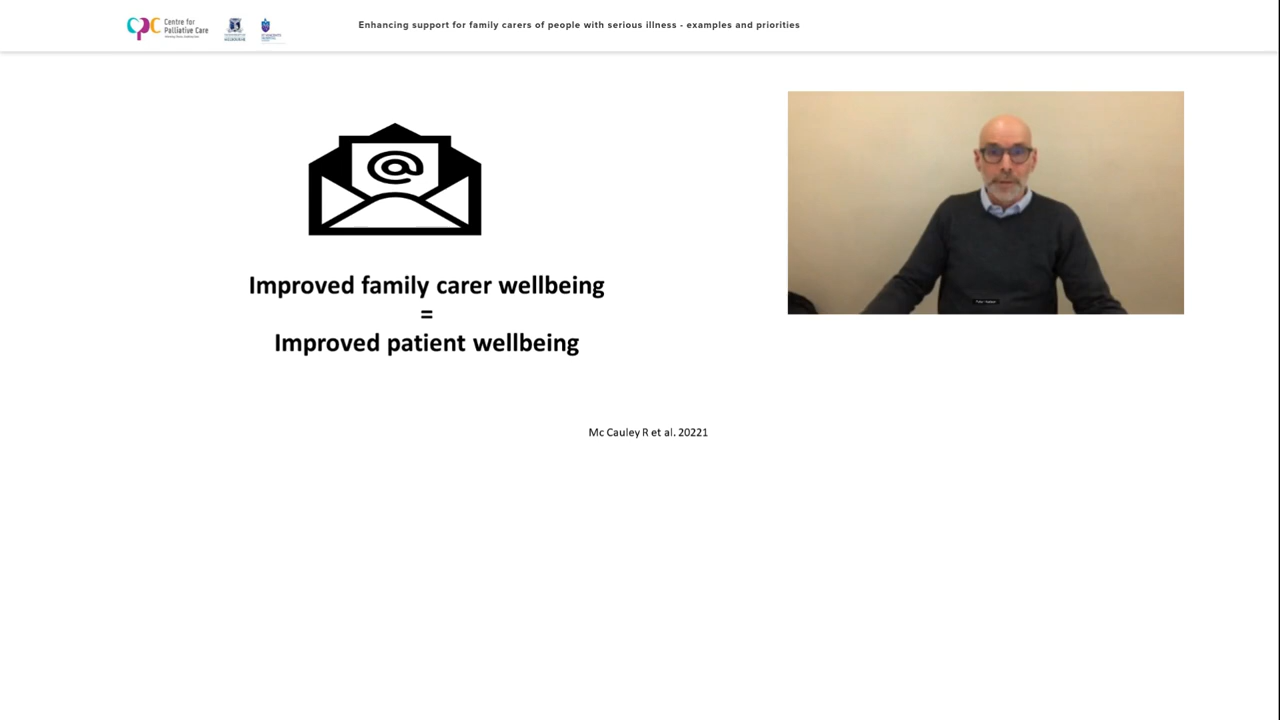 Centre for
Palliative Care
Enhancing support for family carers of people with serious illness - examples and priorities
@
Improved family carer wellbeing
=
Improved patient wellbeing
Mc Cauley R et al. 20221